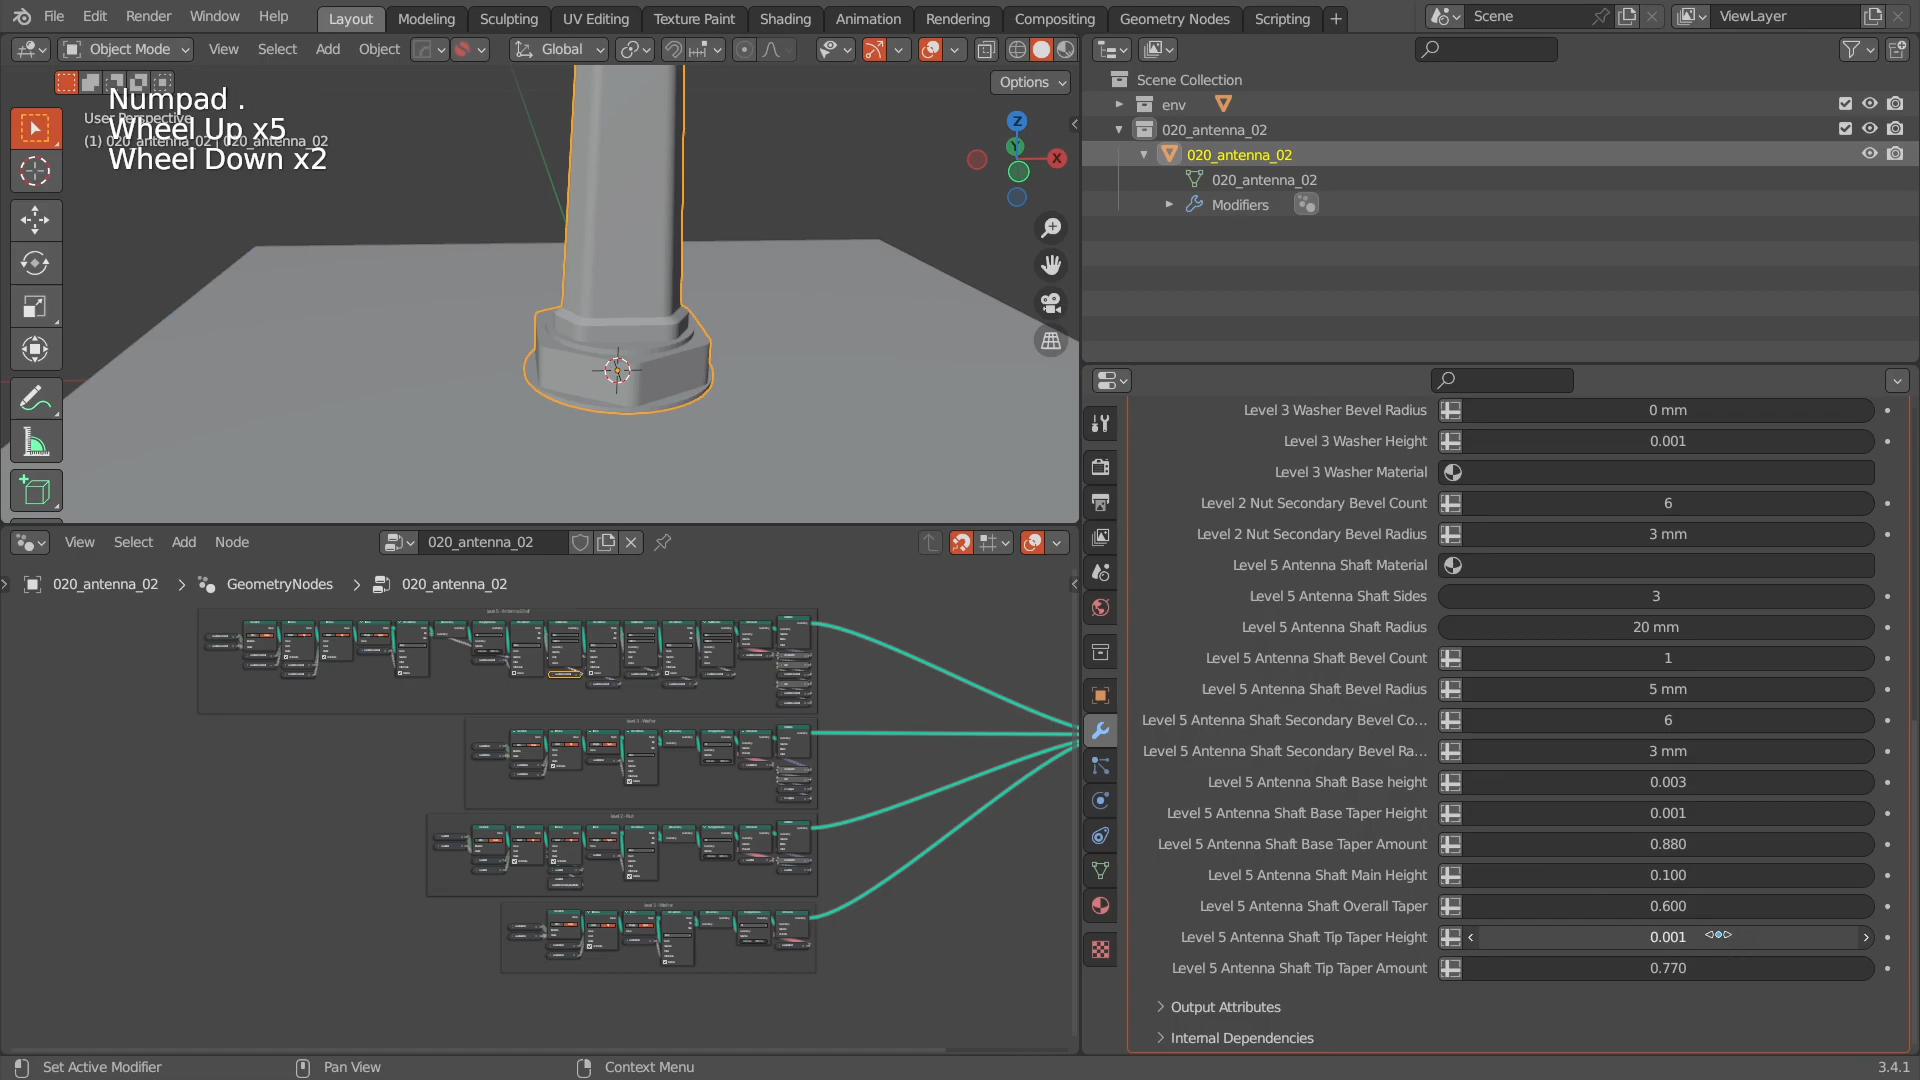 File Edit Render Window Help Layout Modeling Sculpting UV Editing Texture Paint Shading Animation Rendering Compositing Geometry Nodes Scripting + Scene ViewLayer
Object Mode View Select Add Object Global
Options
Numpad .
User Perspective
Wheel Up x5
(1) 020_antenna_02 | 020_antenna_02
Wheel Down x2
Z
Y
X
Scene Collection
env
020_antenna_02
020_antenna_02
020_antenna_02
Modifiers
Level 3 Washer Bevel Radius 0 mm
Level 3 Washer Height 0.001
Level 3 Washer Material
Level 2 Nut Secondary Bevel Count 6
Level 2 Nut Secondary Bevel Radius 3 mm
Level 5 Antenna Shaft Material
Level 5 Antenna Shaft Sides 3
Level 5 Antenna Shaft Radius 20 mm
Level 5 Antenna Shaft Bevel Count 1
Level 5 Antenna Shaft Bevel Radius 5 mm
Level 5 Antenna Shaft Secondary Bevel Co... 6
Level 5 Antenna Shaft Secondary Bevel Ra... 3 mm
Level 5 Antenna Shaft Base height 0.003
Level 5 Antenna Shaft Base Taper Height 0.001
Level 5 Antenna Shaft Base Taper Amount 0.880
Level 5 Antenna Shaft Main Height 0.100
Level 5 Antenna Shaft Overall Taper 0.600
Level 5 Antenna Shaft Tip Taper Height 0.001
Level 5 Antenna Shaft Tip Taper Amount 0.770
Output Attributes
Internal Dependencies
View Select Add Node 020_antenna_02
020_antenna_02 > GeometryNodes > 020_antenna_02
Set Active Modifier Pan View Context Menu 3.4.1